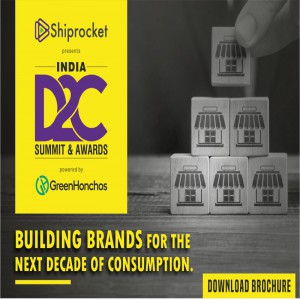 Shiprocket
presents
INDIA
D2C
SUMMIT & AWARDS
powered by
GreenHonchos
BUILDING BRANDS FOR THE
NEXT DECADE OF CONSUMPTION.
DOWNLOAD BROCHURE